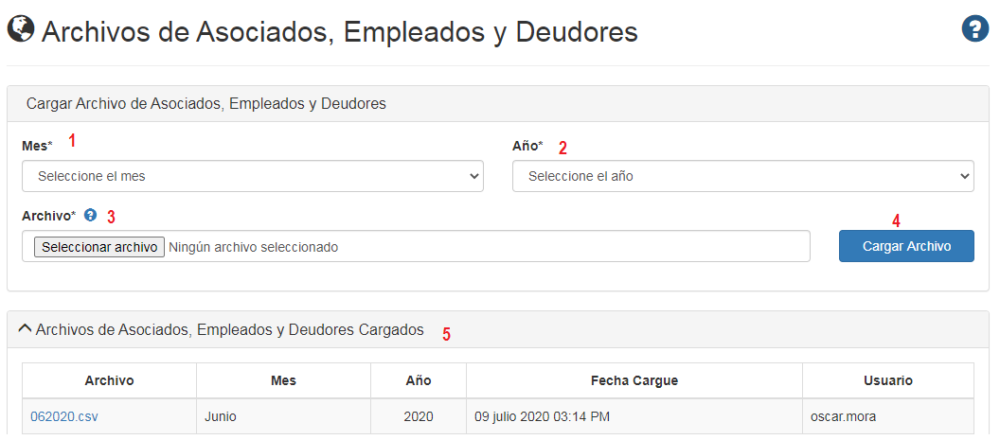 Archivos de Asociados, Empleados y Deudores ?
Cargar Archivo de Asociados, Empleados y Deudores
Mes* 1 Año* 2
Seleccione el mes Seleccione el año
Archivo* ? 3 4
Seleccionar archivo Ningún archivo seleccionado Cargar Archivo
Archivos de Asociados, Empleados y Deudores Cargados 5
Archivo Mes Año Fecha Cargue Usuario
062020.csv Junio 2020 09 julio 2020 03:14 PM oscar.mora